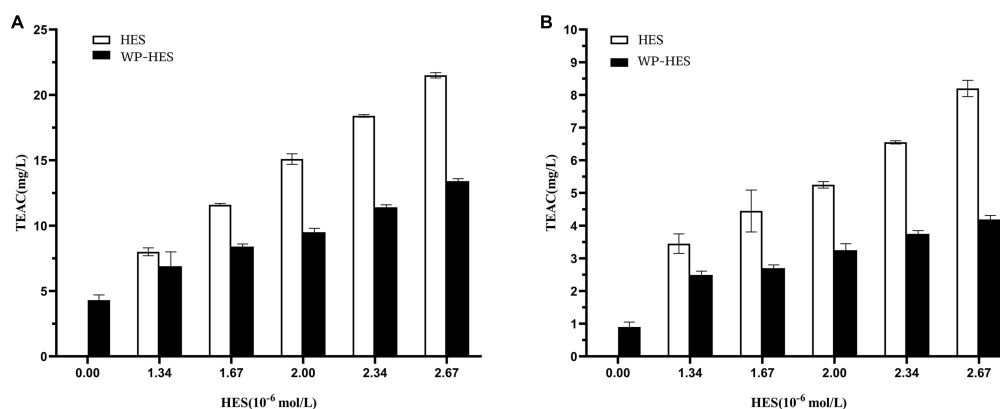 A
25
20
15
10
5
0
TEAC(mg/L)
HES
WP-HES
0.00 1.34 1.67 2.00 2.34 2.67
HES(10-6 mol/L)
B
10
9
8
7
6
5
4
3
2
1
0
TEAC(mg/L)
HES
WP-HES
0.00 1.34 1.67 2.00 2.34 2.67
HES(10-6 mol/L)